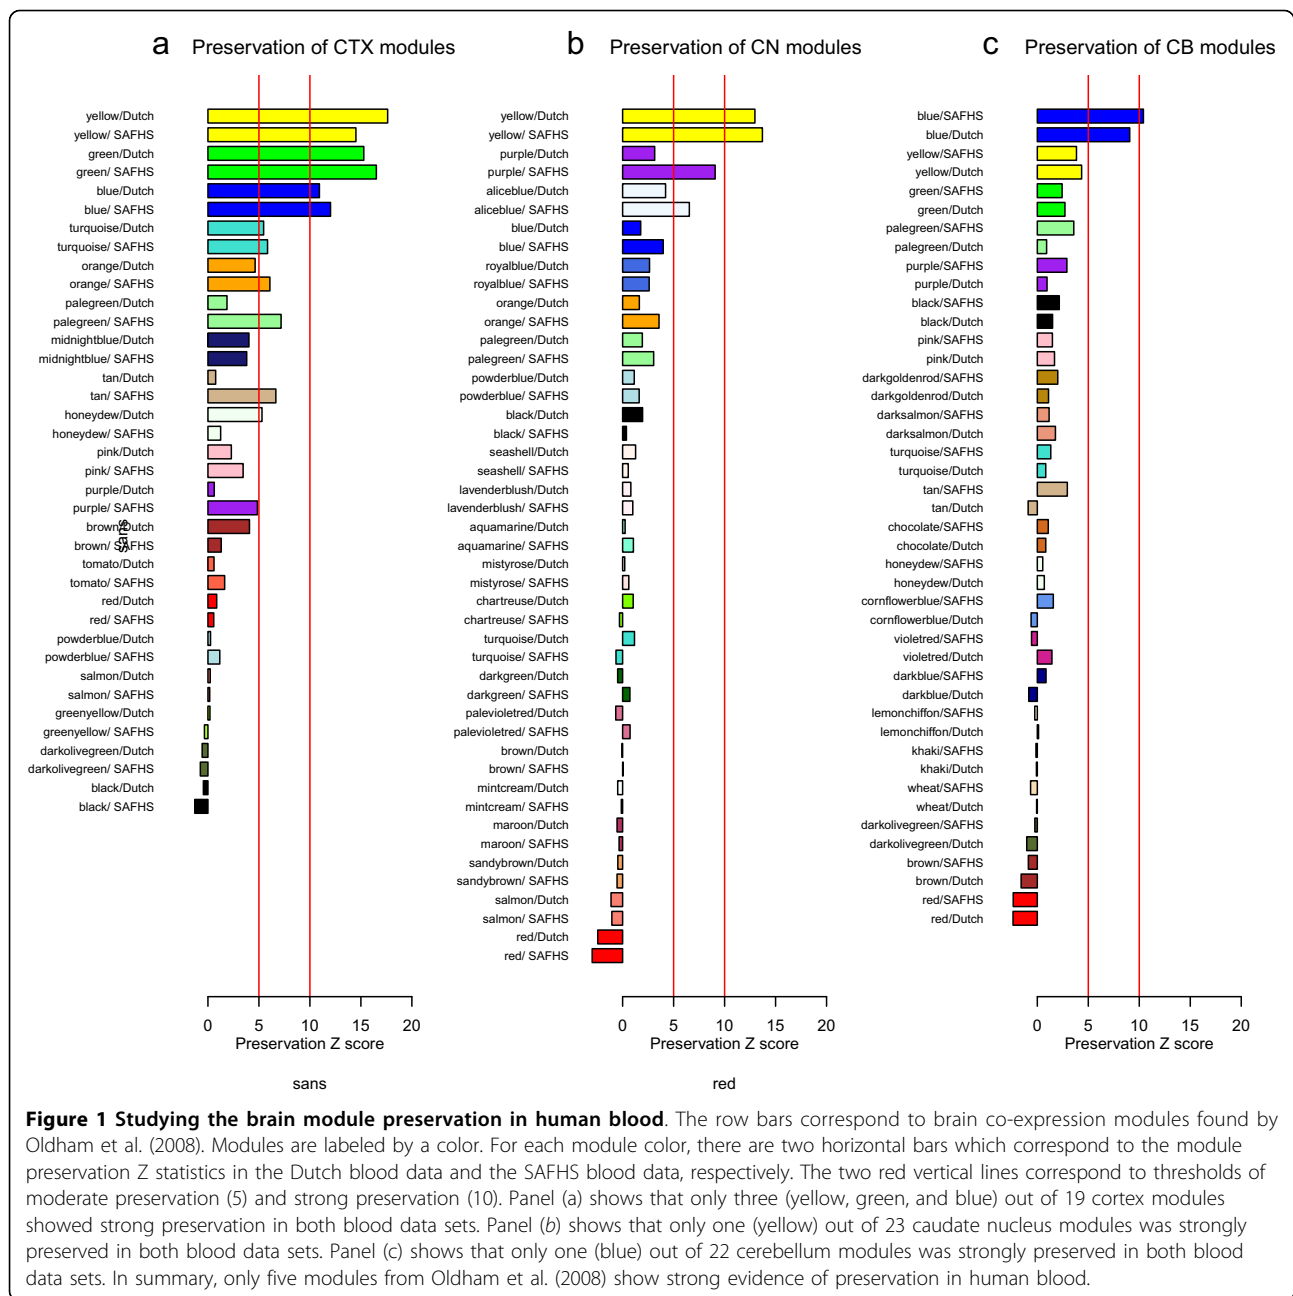 a Preservation of CTX modules
yellow/Dutch
yellow/ SAFHS
green/Dutch
green/ SAFHS
blue/Dutch
blue/ SAFHS
turquoise/Dutch
turquoise/ SAFHS
orange/Dutch
orange/ SAFHS
palegreen/Dutch
palegreen/ SAFHS
midnightblue/Dutch
midnightblue/ SAFHS
tan/Dutch
tan/ SAFHS
honeydew/Dutch
honeydew/ SAFHS
pink/Dutch
pink/ SAFHS
purple/Dutch
purple/ SAFHS
brown/Dutch
brown/ SAFHS
tomato/Dutch
tomato/ SAFHS
red/Dutch
red/ SAFHS
powderblue/Dutch
powderblue/ SAFHS
salmon/Dutch
salmon/ SAFHS
greenyellow/Dutch
greenyellow/ SAFHS
darkolivegreen/Dutch
darkolivegreen/ SAFHS
black/Dutch
black/ SAFHS
sans
0 5 10 15 20
Preservation Z score
sans
b Preservation of CN modules
yellow/Dutch
yellow/ SAFHS
purple/Dutch
purple/ SAFHS
aliceblue/Dutch
aliceblue/ SAFHS
blue/Dutch
blue/ SAFHS
royalblue/Dutch
royalblue/ SAFHS
orange/Dutch
orange/ SAFHS
palegreen/Dutch
palegreen/ SAFHS
powderblue/Dutch
powderblue/ SAFHS
black/Dutch
black/ SAFHS
seashell/Dutch
seashell/ SAFHS
lavenderblush/Dutch
lavenderblush/ SAFHS
aquamarine/Dutch
aquamarine/ SAFHS
mistyrose/Dutch
mistyrose/ SAFHS
chartreuse/Dutch
chartreuse/ SAFHS
turquoise/Dutch
turquoise/ SAFHS
darkgreen/Dutch
darkgreen/ SAFHS
palevioletred/Dutch
palevioletred/ SAFHS
brown/Dutch
brown/ SAFHS
mintcream/Dutch
mintcream/ SAFHS
maroon/Dutch
maroon/ SAFHS
sandybrown/Dutch
sandybrown/ SAFHS
salmon/Dutch
salmon/ SAFHS
red/Dutch
red/ SAFHS
0 5 10 15 20
Preservation Z score
red
c Preservation of CB modules
blue/SAFHS
blue/Dutch
yellow/SAFHS
yellow/Dutch
green/SAFHS
green/Dutch
palegreen/SAFHS
palegreen/Dutch
purple/SAFHS
purple/Dutch
black/SAFHS
black/Dutch
pink/SAFHS
pink/Dutch
darkgoldenrod/SAFHS
darkgoldenrod/Dutch
darksalmon/SAFHS
darksalmon/Dutch
turquoise/SAFHS
turquoise/Dutch
tan/SAFHS
tan/Dutch
chocolate/SAFHS
chocolate/Dutch
honeydew/SAFHS
honeydew/Dutch
cornflowerblue/SAFHS
cornflowerblue/Dutch
violetred/SAFHS
violetred/Dutch
darkblue/SAFHS
darkblue/Dutch
lemonchiffon/SAFHS
lemonchiffon/Dutch
khaki/SAFHS
khaki/Dutch
wheat/SAFHS
wheat/Dutch
darkolivegreen/SAFHS
darkolivegreen/Dutch
brown/SAFHS
brown/Dutch
red/SAFHS
red/Dutch
0 5 10 15 20
Preservation Z score
Figure 1 Studying the brain module preservation in human blood. The row bars correspond to brain co-expression modules found by
Oldham et al. (2008). Modules are labeled by a color. For each module color, there are two horizontal bars which correspond to the module
preservation Z statistics in the Dutch blood data and the SAFHS blood data, respectively. The two red vertical lines correspond to thresholds of
moderate preservation (5) and strong preservation (10). Panel (a) shows that only three (yellow, green, and blue) out of 19 cortex modules
showed strong preservation in both blood data sets. Panel (b) shows that only one (yellow) out of 23 caudate nucleus modules was strongly
preserved in both blood data sets. Panel (c) shows that only one (blue) out of 22 cerebellum modules was strongly preserved in both blood
data sets. In summary, only five modules from Oldham et al. (2008) show strong evidence of preservation in human blood.